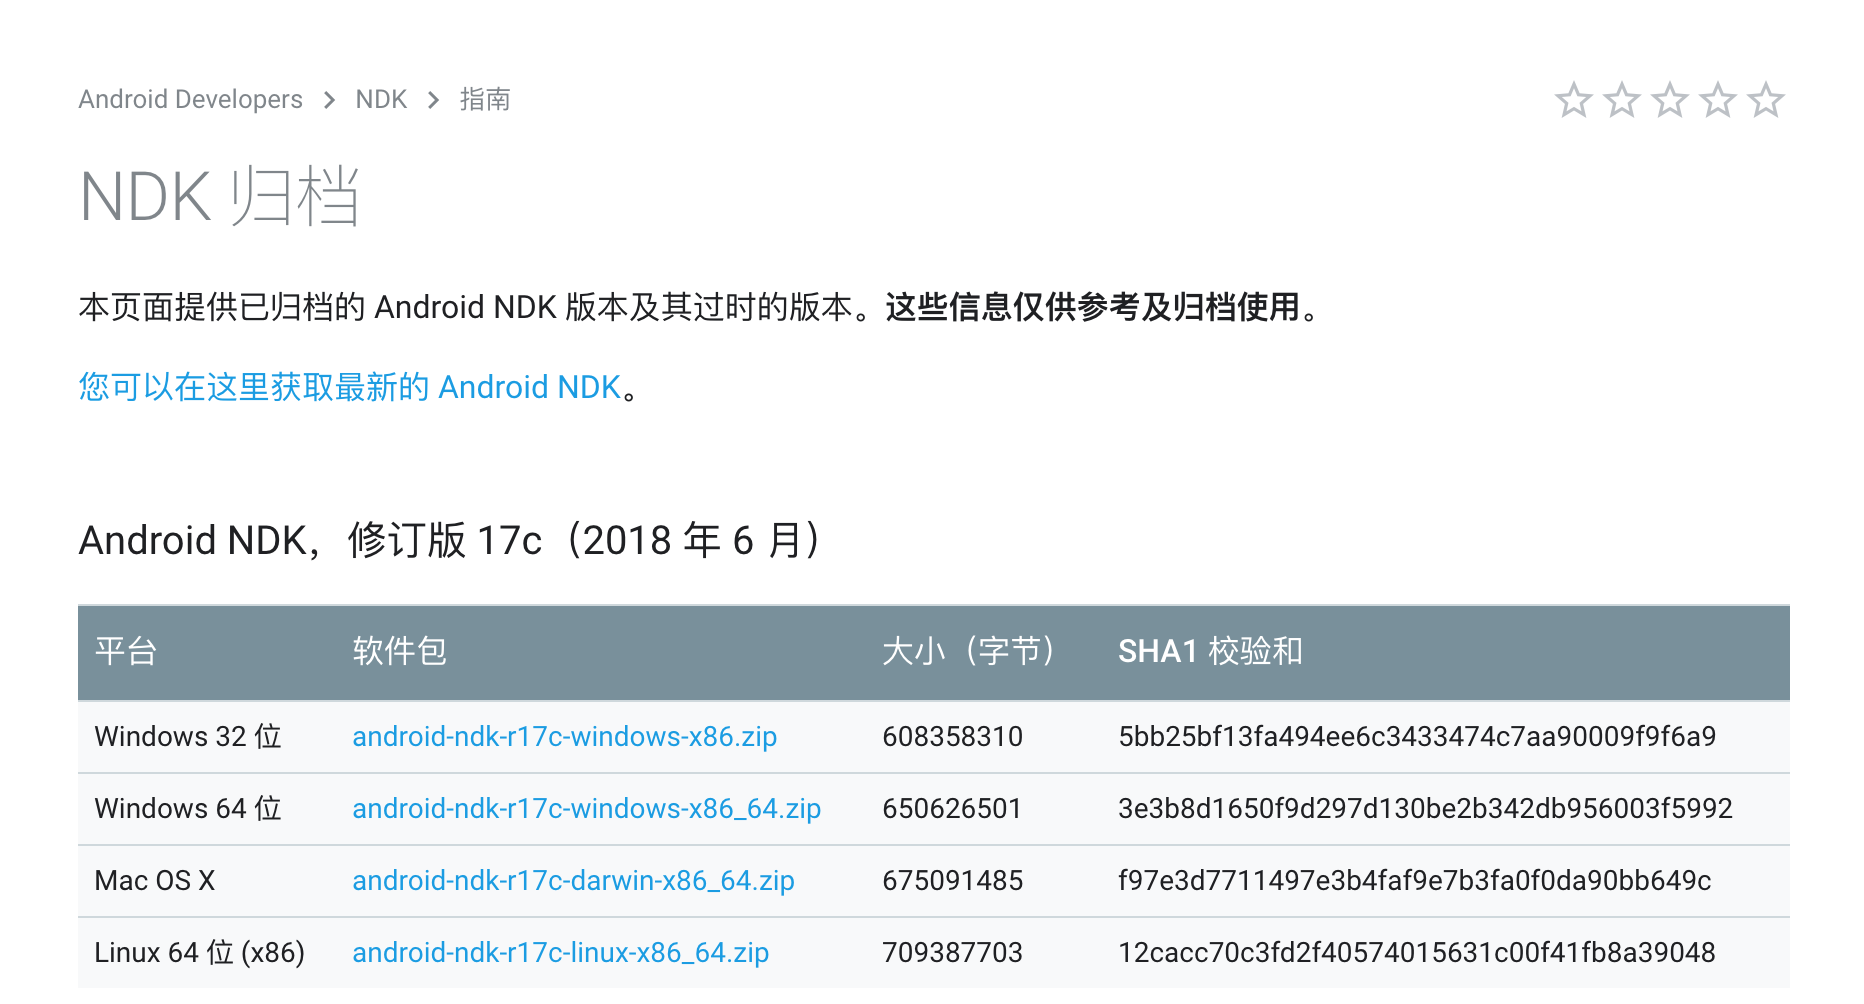 Android Developers > NDK > 指南
NDK 归档
本页面提供已归档的 Android NDK 版本及其过时的版本。这些信息仅供参考及归档使用。
您可以在这里获取最新的 Android NDK。
Android NDK，修订版 17c（2018 年 6 月）
平台 软件包 大小（字节） SHA1 校验和
Windows 32 位 android-ndk-r17c-windows-x86.zip 608358310 5bb25bf13fa494ee6c3433474c7aa90009f9f6a9
Windows 64 位 android-ndk-r17c-windows-x86_64.zip 650626501 3e3b8d1650f9d297d130be2b342db956003f5992
Mac OS X android-ndk-r17c-darwin-x86_64.zip 675091485 f97e3d7711497e3b4faf9e7b3fa0f0da90bb649c
Linux 64 位 (x86) android-ndk-r17c-linux-x86_64.zip 709387703 12cacc70c3fd2f40574015631c00f41fb8a39048